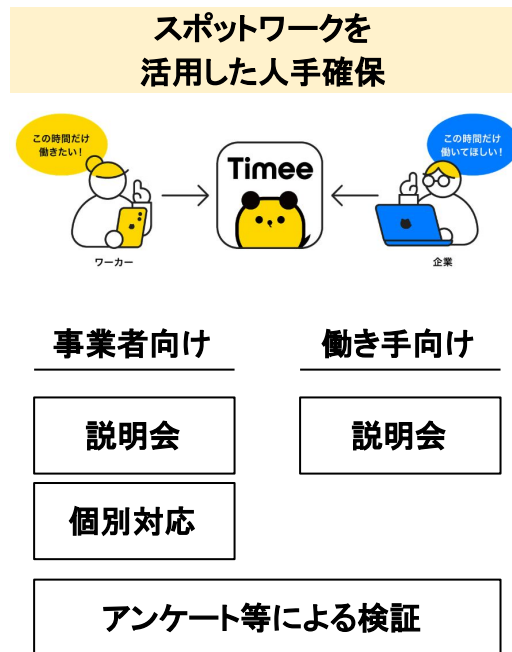 スポットワークを
活用した人手確保
この時間だけ
働きたい！
この時間だけ
働いてほしい！
Timee
ワーカー
企業
事業者向け
働き手向け
説明会
説明会
個別対応
アンケート等による検証